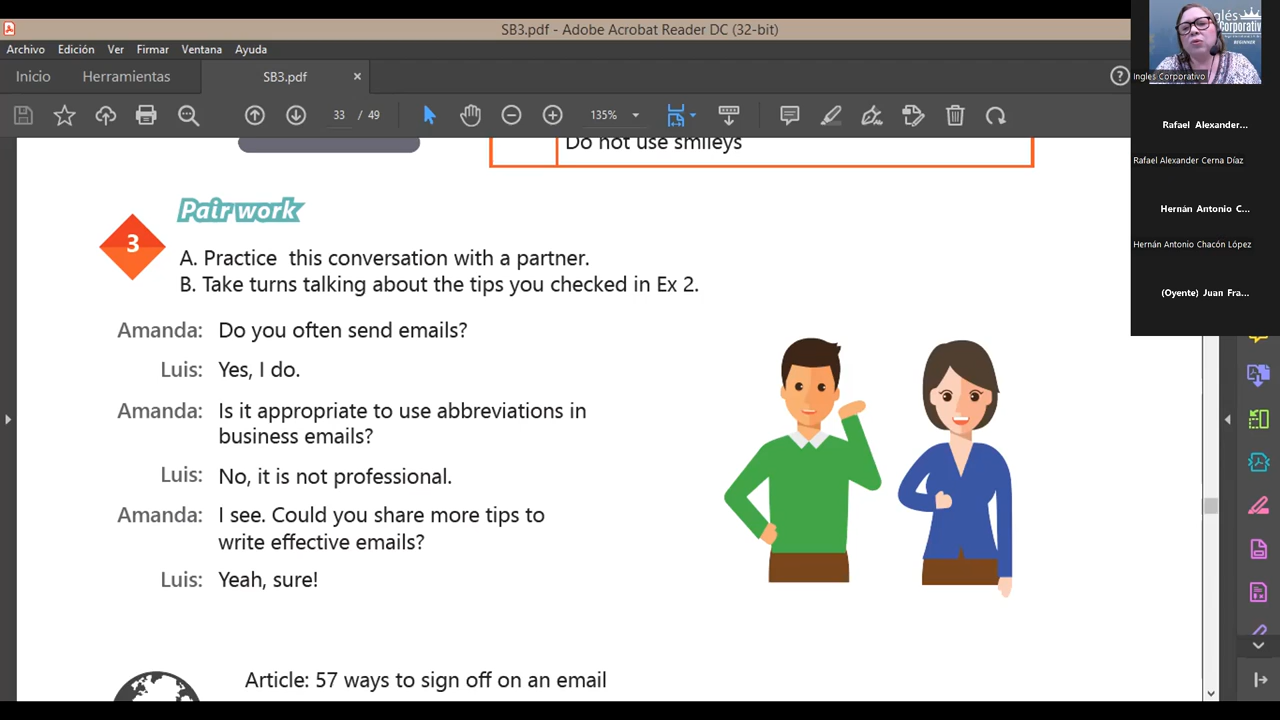 SB3.pdf - Adobe Acrobat Reader DC (32-bit)
Archivo Edición Ver Firmar Ventana Ayuda
Inicio Herramientas SB3.pdf ×
33 / 49 135%
Do not use smileys
Pair work
3
A. Practice this conversation with a partner.
B. Take turns talking about the tips you checked in Ex 2.
Amanda: Do you often send emails?
Luis: Yes, I do.
Amanda: Is it appropriate to use abbreviations in
business emails?
Luis: No, it is not professional.
Amanda: I see. Could you share more tips to
write effective emails?
Luis: Yeah, sure!
Article: 57 ways to sign off on an email
Ingles Corporativo
Rafael Alexander...
Rafael Alexander Cerna Díaz
Hernán Antonio C...
Hernán Antonio Chacón López
(Oyente) Juan Fra...